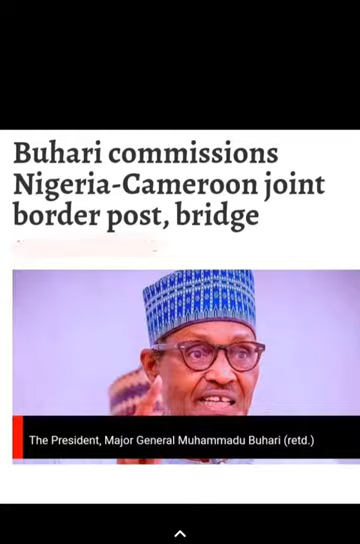 Buhari commissions
Nigeria-Cameroon joint
border post, bridge
The President, Major General Muhammadu Buhari (retd.)